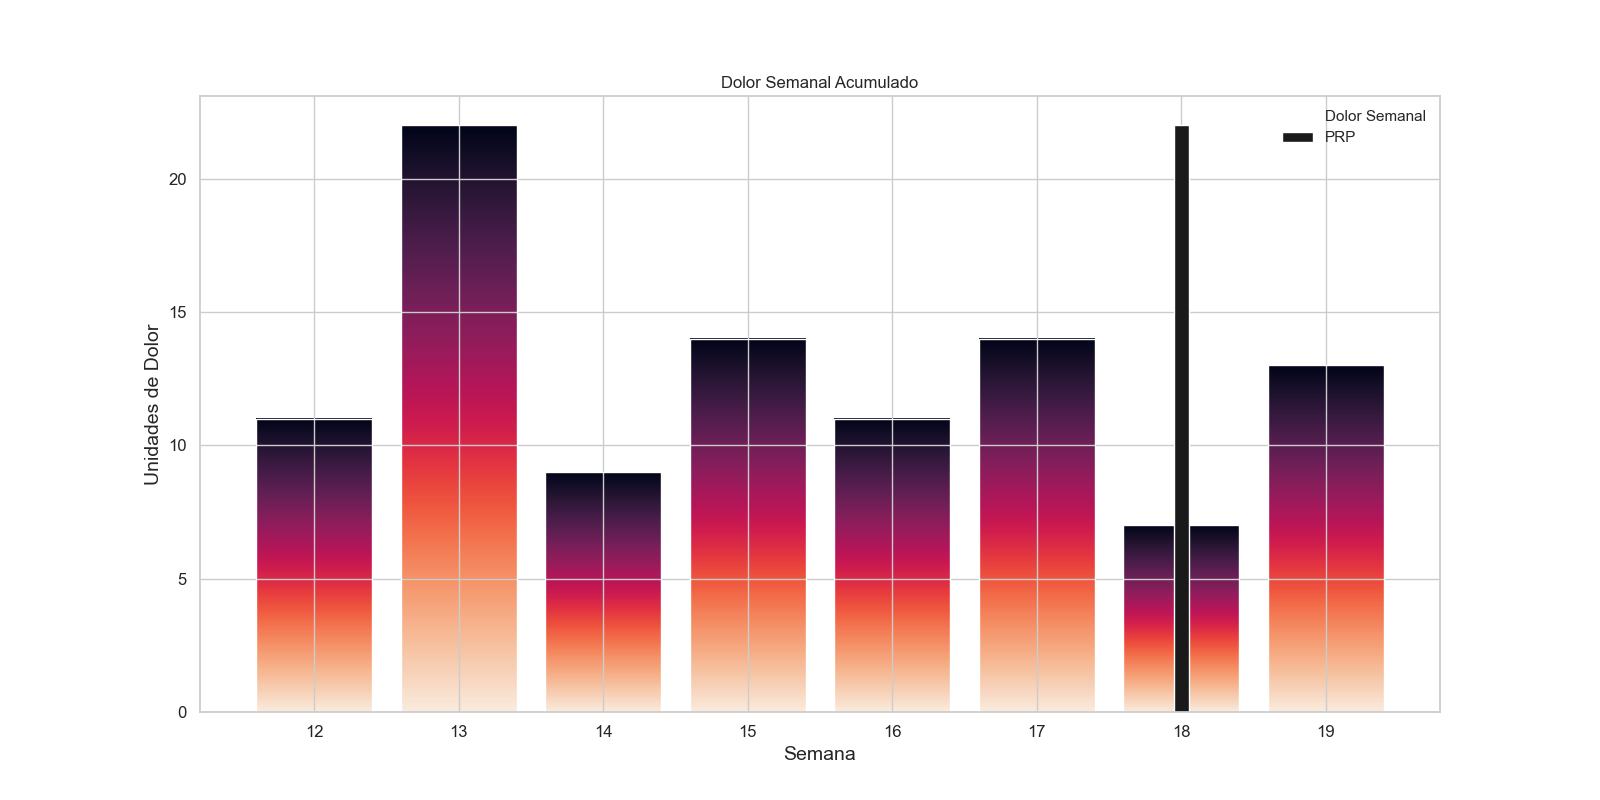 Dolor Semanal Acumulado
Dolor Semanal
PRP
Unidades de Dolor
20
15
10
5
0
12 13 14 15 16 17 18 19
Semana